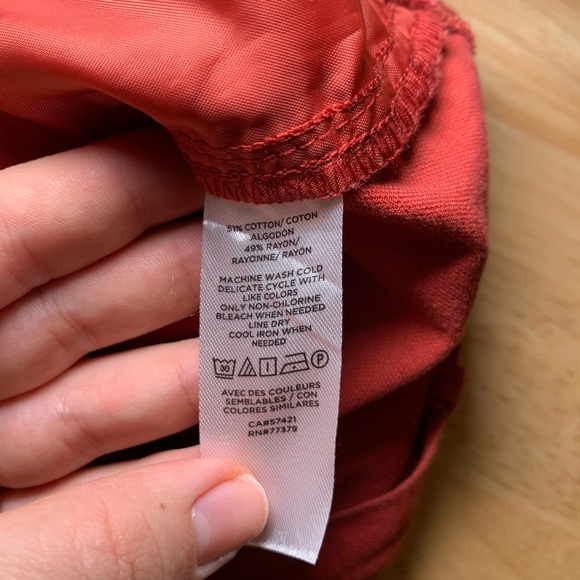 51% COTTON/ COTON
ALGODÓN
49% RAYON/
RAYONNE/ RAYÓN
MACHINE WASH COLD
DELICATE CYCLE WITH
LIKE COLORS
ONLY NON-CHLORINE
BLEACH WHEN NEEDED
LINE DRY
COOL IRON WHEN
NEEDED
30 P
AVEC DES COULEURS
SEMBLABLES / CON
COLORES SIMILARES
CA#57421
RN#77379